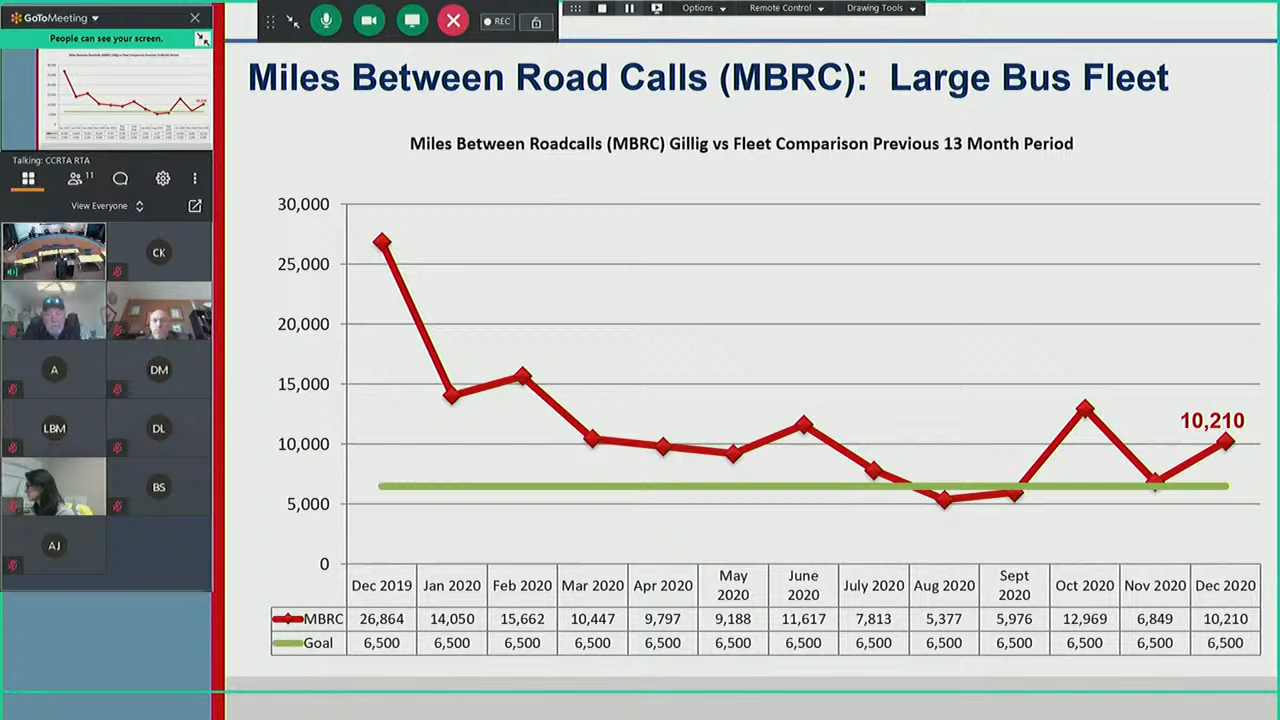 GoToMeeting
People can see your screen.
Talking: CCRTA RTA
11
View Everyone
CK
A
DM
LBM
DL
BS
AJ
REC
Options
Remote Control
Drawing Tools
Miles Between Road Calls (MBRC): Large Bus Fleet
Miles Between Roadcalls (MBRC) Gillig vs Fleet Comparison Previous 13 Month Period
30,000
25,000
20,000
15,000
10,000
5,000
0
10,210
Dec 2019 Jan 2020 Feb 2020 Mar 2020 Apr 2020 May 2020 June 2020 July 2020 Aug 2020 Sept 2020 Oct 2020 Nov 2020 Dec 2020
MBRC 26,864 14,050 15,662 10,447 9,797 9,188 11,617 7,813 5,377 5,976 12,969 6,849 10,210
Goal 6,500 6,500 6,500 6,500 6,500 6,500 6,500 6,500 6,500 6,500 6,500 6,500 6,500